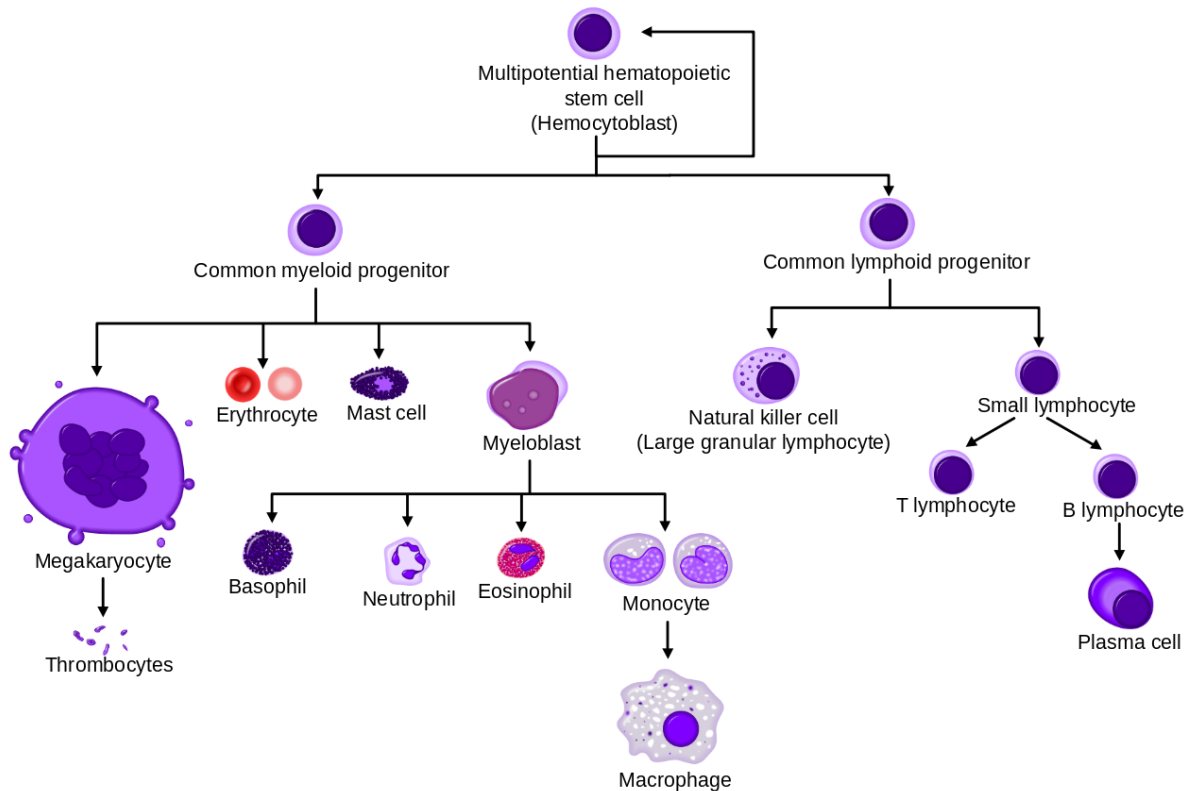 Multipotential hematopoietic
stem cell
(Hemocytoblast)
Common myeloid progenitor
Common lymphoid progenitor
Erythrocyte
Mast cell
Myeloblast
Natural killer cell
(Large granular lymphocyte)
Small lymphocyte
T lymphocyte
B lymphocyte
Megakaryocyte
Basophil
Neutrophil
Eosinophil
Monocyte
Plasma cell
Thrombocytes
Macrophage